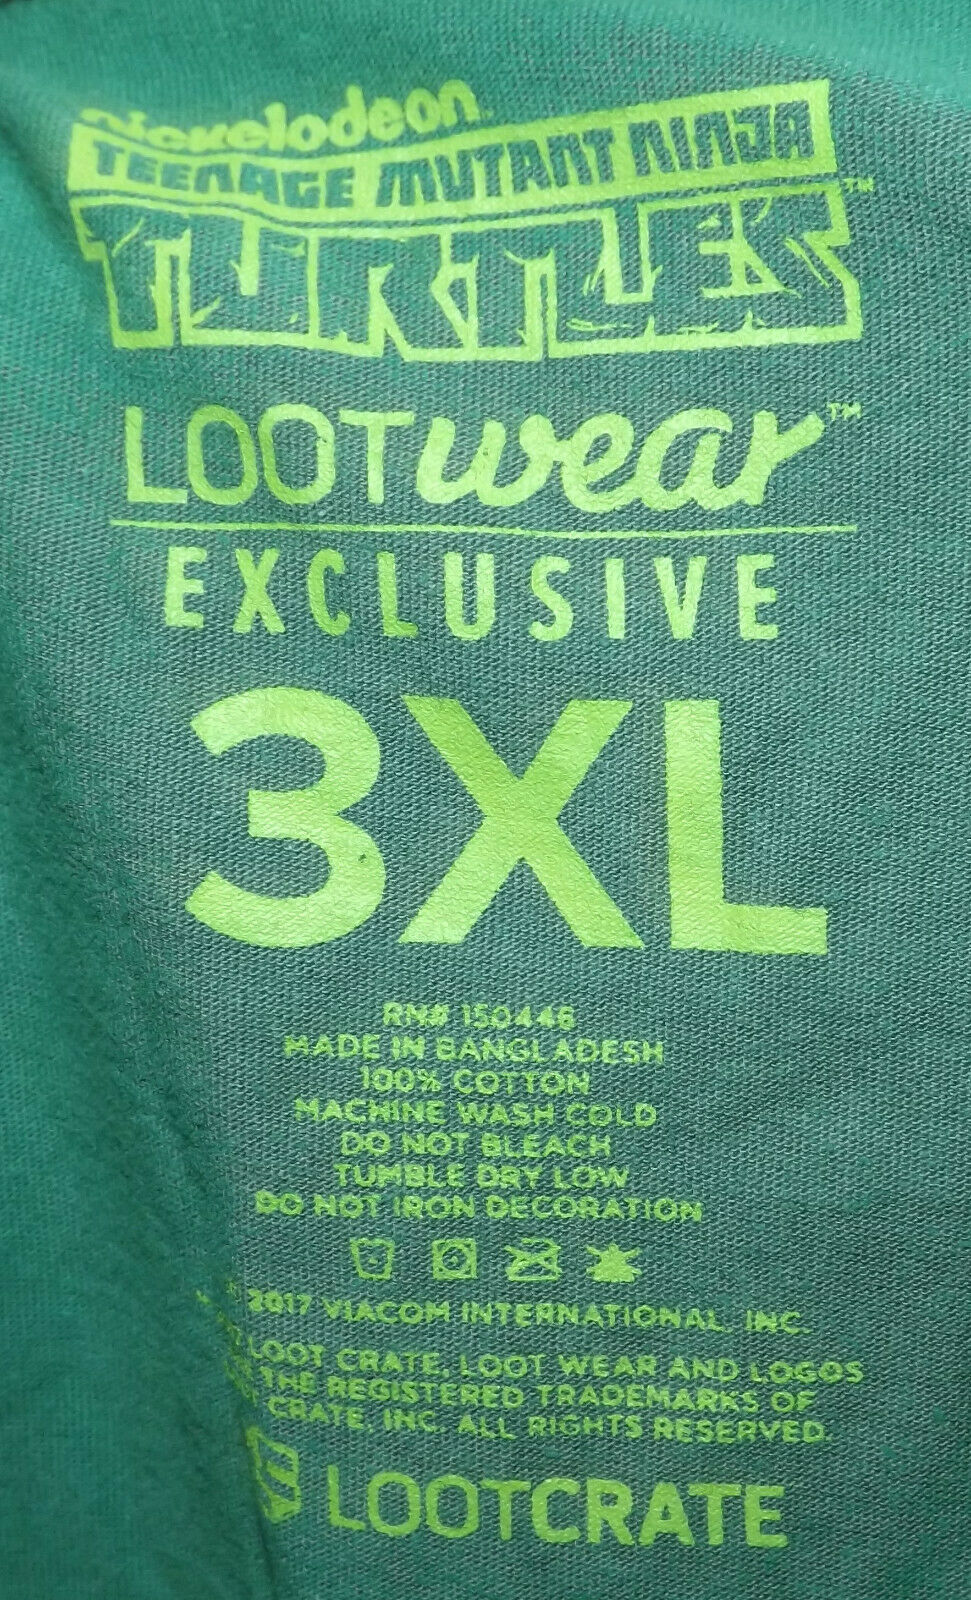 nickelodeon
TEENAGE MUTANT NINJA
TURTLES™
LOOTwear™
EXCLUSIVE
3XL
RN# 150446
MADE IN BANGLADESH
100% COTTON
MACHINE WASH COLD
DO NOT BLEACH
TUMBLE DRY LOW
DO NOT IRON DECORATION
© 2017 VIACOM INTERNATIONAL, INC.
LOOT CRATE, LOOT WEAR AND LOGOS
THE REGISTERED TRADEMARKS OF
CRATE, INC. ALL RIGHTS RESERVED.
LOOTCRATE